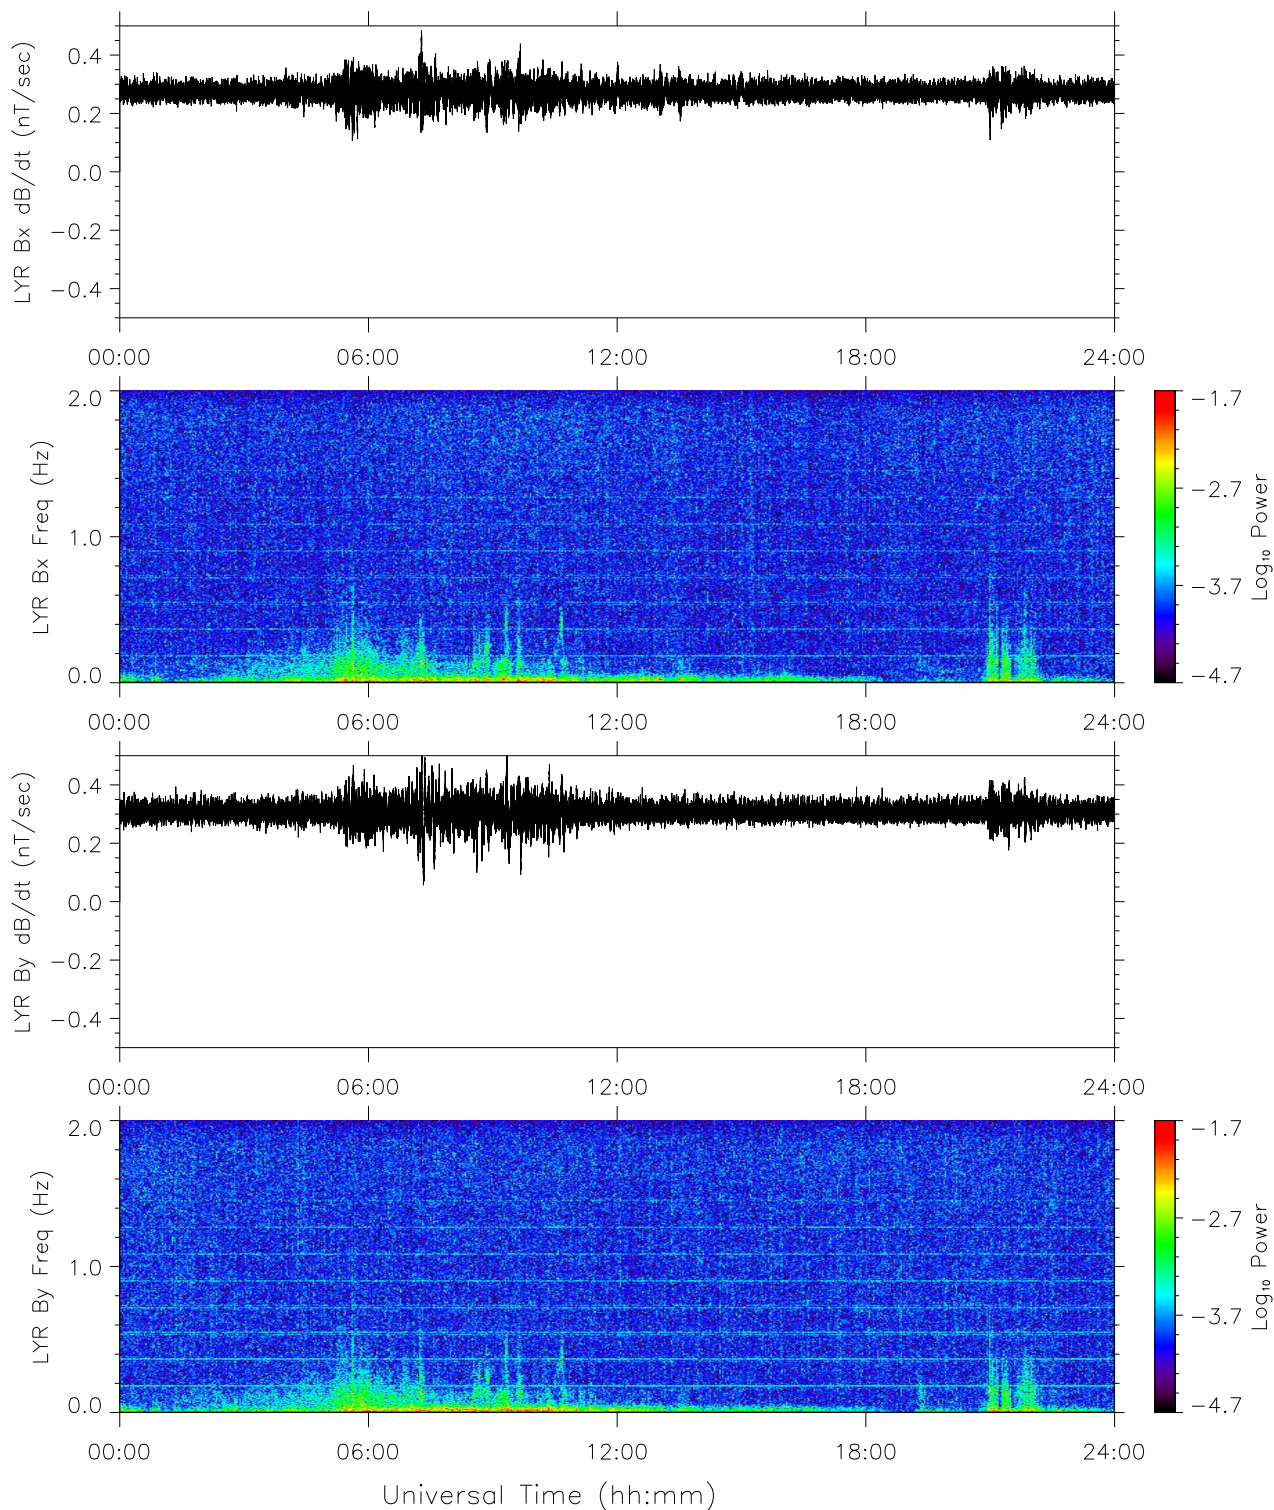 LYR Bx dB/dt (nT/sec)
0.4
0.2
0.0
−0.2
−0.4
00:00 06:00 12:00 18:00 24:00
LYR Bx Freq (Hz)
2.0
1.0
0.0
00:00 06:00 12:00 18:00 24:00
−1.7
−2.7
−3.7
−4.7
Log₁₀ Power
LYR By dB/dt (nT/sec)
0.4
0.2
0.0
−0.2
−0.4
00:00 06:00 12:00 18:00 24:00
LYR By Freq (Hz)
2.0
1.0
0.0
00:00 06:00 12:00 18:00 24:00
−1.7
−2.7
−3.7
−4.7
Log₁₀ Power
Universal Time (hh:mm)